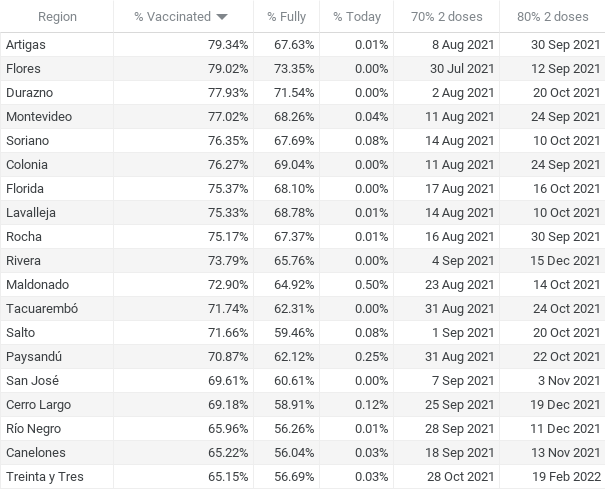 Region % Vaccinated % Fully % Today 70% 2 doses 80% 2 doses
Artigas 79.34% 67.63% 0.01% 8 Aug 2021 30 Sep 2021
Flores 79.02% 73.35% 0.00% 30 Jul 2021 12 Sep 2021
Durazno 77.93% 71.54% 0.00% 2 Aug 2021 20 Oct 2021
Montevideo 77.02% 68.26% 0.04% 11 Aug 2021 24 Sep 2021
Soriano 76.35% 67.69% 0.08% 14 Aug 2021 10 Oct 2021
Colonia 76.27% 69.04% 0.00% 11 Aug 2021 24 Sep 2021
Florida 75.37% 68.10% 0.00% 17 Aug 2021 16 Oct 2021
Lavalleja 75.33% 68.78% 0.01% 14 Aug 2021 10 Oct 2021
Rocha 75.17% 67.37% 0.01% 16 Aug 2021 30 Sep 2021
Rivera 73.79% 65.76% 0.00% 4 Sep 2021 15 Dec 2021
Maldonado 72.90% 64.92% 0.50% 23 Aug 2021 14 Oct 2021
Tacuarembó 71.74% 62.31% 0.00% 31 Aug 2021 24 Oct 2021
Salto 71.66% 59.46% 0.08% 1 Sep 2021 20 Oct 2021
Paysandú 70.87% 62.12% 0.25% 31 Aug 2021 22 Oct 2021
San José 69.61% 60.61% 0.00% 7 Sep 2021 3 Nov 2021
Cerro Largo 69.18% 58.91% 0.12% 25 Sep 2021 19 Dec 2021
Río Negro 65.96% 56.26% 0.01% 28 Sep 2021 11 Dec 2021
Canelones 65.22% 56.04% 0.03% 18 Sep 2021 13 Nov 2021
Treinta y Tres 65.15% 56.69% 0.03% 28 Oct 2021 19 Feb 2022